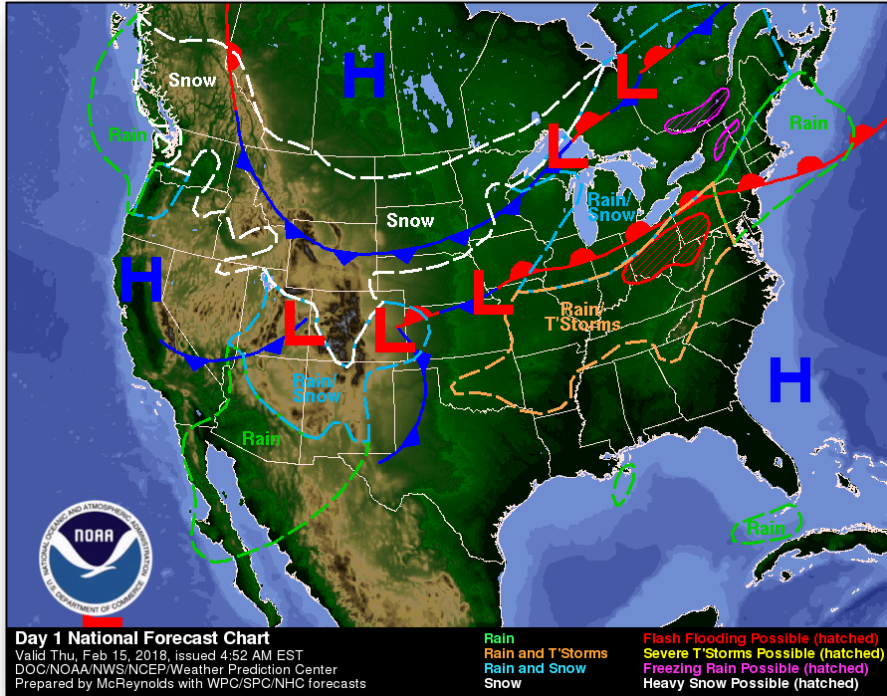 H
L
Snow
Rain
Rain
L
Rain/
Snow
Snow
H
L
Rain/
T'Storms
L
L
H
Rain/
Snow
Rain
Rain
NATIONAL OCEANIC AND ATMOSPHERIC ADMINISTRATION
NOAA
U.S. DEPARTMENT OF COMMERCE
Day 1 National Forecast Chart
Valid Thu, Feb 15, 2018, issued 4:52 AM EST
DOC/NOAA/NWS/NCEP/Weather Prediction Center
Prepared by McReynolds with WPC/SPC/NHC forecasts
Rain
Rain and T'Storms
Rain and Snow
Snow
Flash Flooding Possible (hatched)
Severe T'Storms Possible (hatched)
Freezing Rain Possible (hatched)
Heavy Snow Possible (hatched)